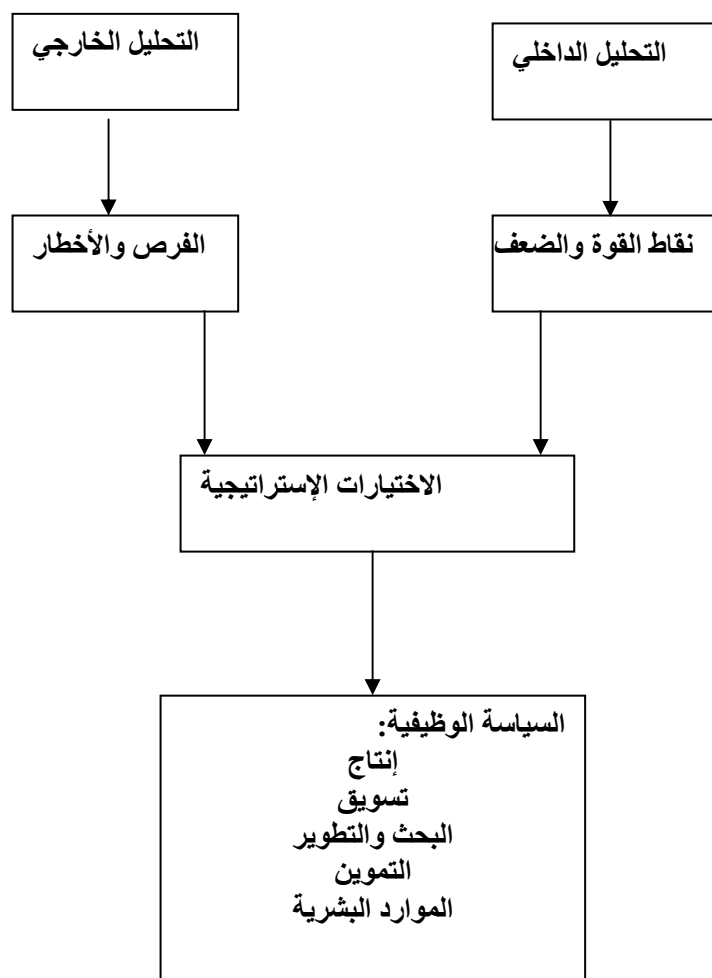 التحليل الداخلي
التحليل الخارجي
نقاط القوة والضعف
الفرص والأخطار
الاختيارات الإستراتيجية
السياسة الوظيفية:
إنتاج
تسويق
البحث والتطوير
التموين
الموارد البشرية